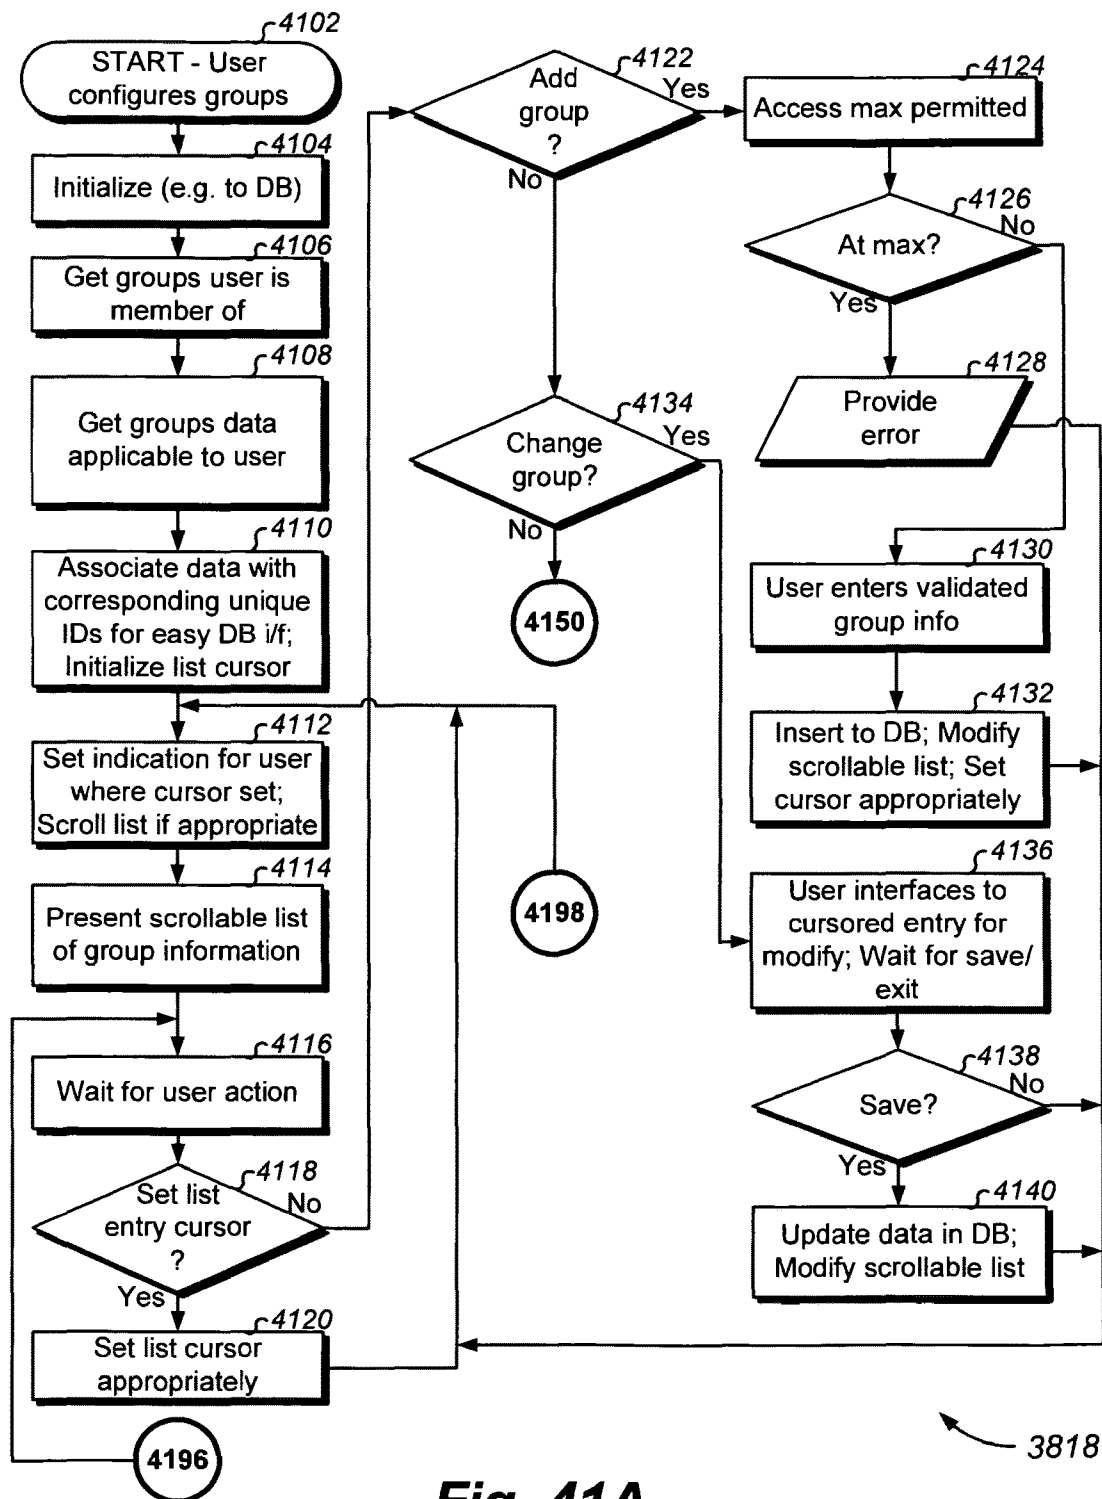 4102
START - User
configures groups
4104
Initialize (e.g. to DB)
4106
Get groups user is
member of
4108
Get groups data
applicable to user
4110
Associate data with
corresponding unique
IDs for easy DB i/f;
Initialize list cursor
4112
Set indication for user
where cursor set;
Scroll list if appropriate
4114
Present scrollable list
of group information
4116
Wait for user action
4118
Set list
entry cursor
?
No
Yes
4120
Set list cursor
appropriately
4196
4122
Add
group
?
Yes
No
4134
Change
group?
Yes
No
4150
4198
4124
Access max permitted
4126
At max?
No
Yes
4128
Provide
error
4130
User enters validated
group info
4132
Insert to DB; Modify
scrollable list; Set
cursor appropriately
4136
User interfaces to
cursored entry for
modify; Wait for save/
exit
4138
Save?
No
Yes
4140
Update data in DB;
Modify scrollable list
3818
Fig. 41A